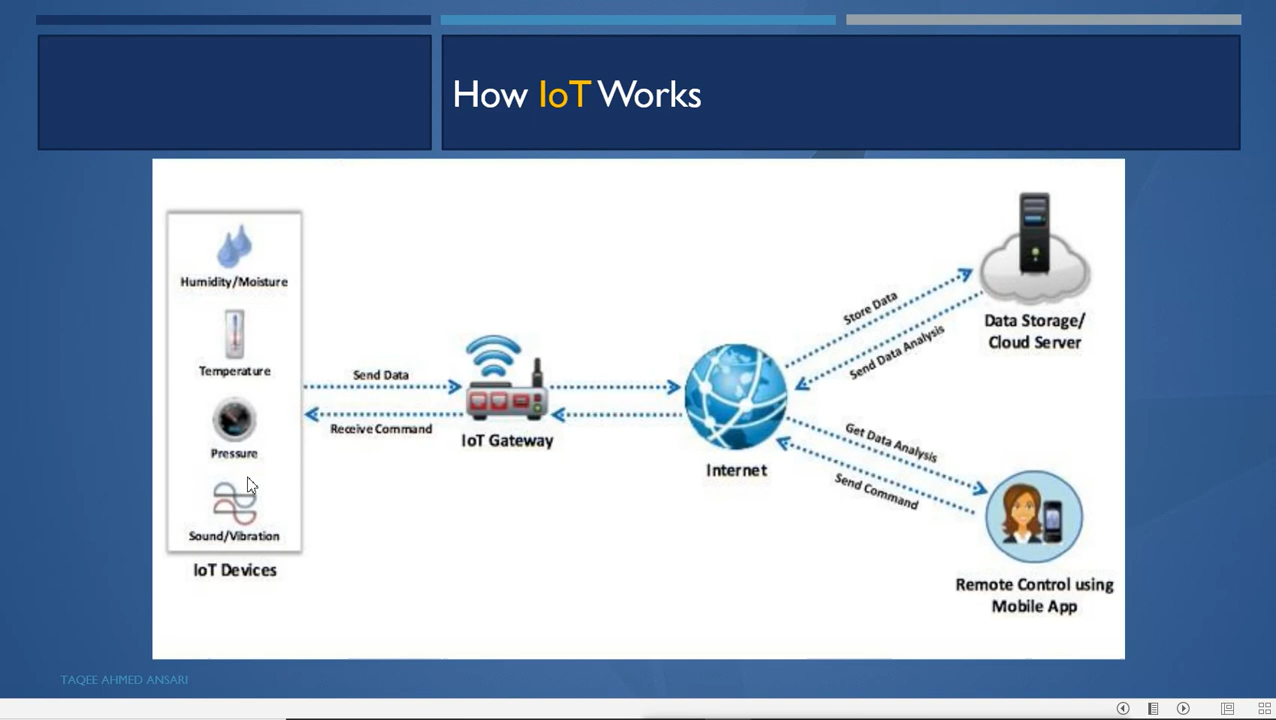 How IoT Works
Humidity/Moisture
Temperature
Pressure
Sound/Vibration
IoT Devices
Send Data
Receive Command
IoT Gateway
Internet
Store Data
Send Data Analysis
Data Storage/
Cloud Server
Get Data Analysis
Send Command
Remote Control using
Mobile App
TAQEE AHMED ANSARI